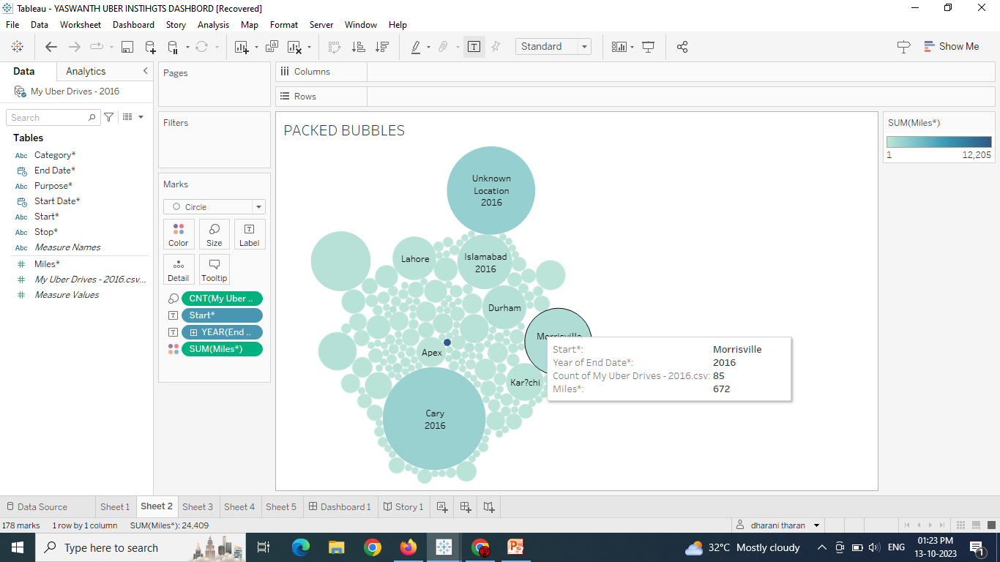 Tableau - YASWANTH UBER INSTIHGTS DASHBORD [Recovered]
File Data Worksheet Dashboard Story Analysis Map Format Server Window Help
Standard
Show Me
Data Analytics
My Uber Drives - 2016
Search
Tables
Abc Category*
End Date*
Abc Purpose*
Start Date*
Abc Start*
Abc Stop*
Abc Measure Names
Miles*
My Uber Drives - 2016.csv...
Measure Values
Pages
Filters
Marks
Circle
Color Size Label
Detail Tooltip
CNT(My Uber ..
Start*
YEAR(End ..
SUM(Miles*)
Columns
Rows
PACKED BUBBLES
Unknown
Location
2016
Lahore
Islamabad
2016
Durham
Morrisville
Apex
Kar?chi
Cary
2016
Start*: Morrisville
Year of End Date*: 2016
Count of My Uber Drives - 2016.csv: 85
Miles*: 672
SUM(Miles*)
1 12,205
Data Source Sheet 1 Sheet 2 Sheet 3 Sheet 4 Sheet 5 Dashboard 1 Story 1
178 marks 1 row by 1 column SUM(Miles*): 24,409 dharani tharan
Type here to search
32°C Mostly cloudy
ENG
01:23 PM
13-10-2023
1